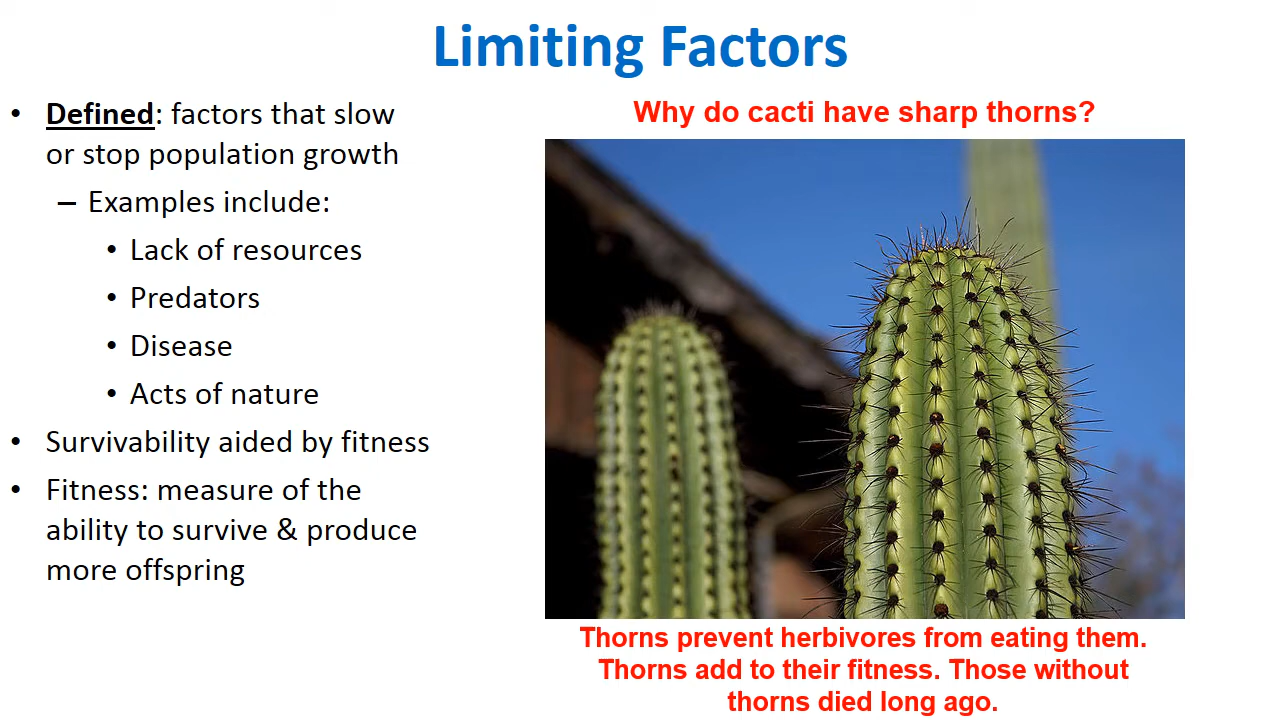 Limiting Factors
• Defined: factors that slow
or stop population growth
– Examples include:
• Lack of resources
• Predators
• Disease
• Acts of nature
• Survivability aided by fitness
• Fitness: measure of the
ability to survive & produce
more offspring
Why do cacti have sharp thorns?
Thorns prevent herbivores from eating them.
Thorns add to their fitness. Those without
thorns died long ago.